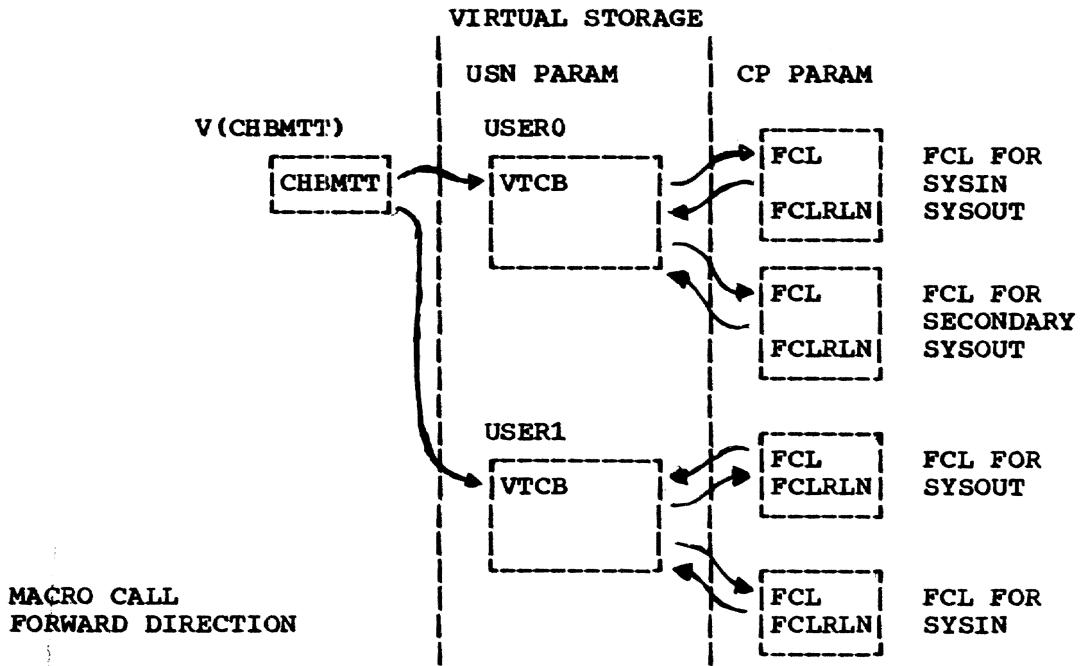 VIRTUAL STORAGE
USN PARAM
CP PARAM
V(CHBMTT)
CHBMTT
USER0
VTCB
FCL
FCLRLN
FCL FOR
SYSIN
SYSOUT
FCL
FCLRLN
FCL FOR
SECONDARY
SYSOUT
USER1
VTCB
FCL
FCLRLN
FCL FOR
SYSOUT
FCL
FCLRLN
FCL FOR
SYSIN
MACRO CALL
FORWARD DIRECTION